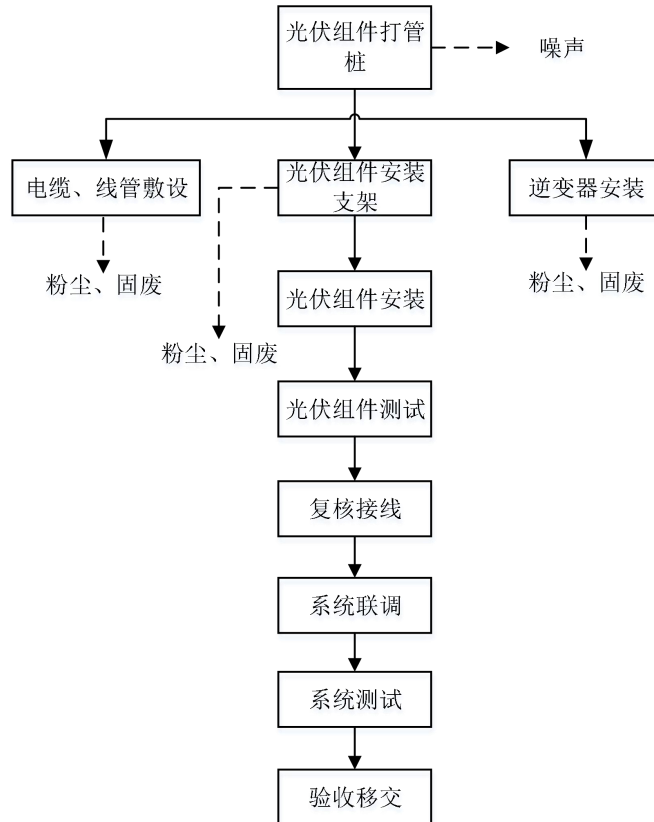 光伏组件打管
桩
噪声
电缆、线管敷设
光伏组件安装
支架
逆变器安装
粉尘、固废
粉尘、固废
光伏组件安装
粉尘、固废
光伏组件测试
复核接线
系统联调
系统测试
验收移交